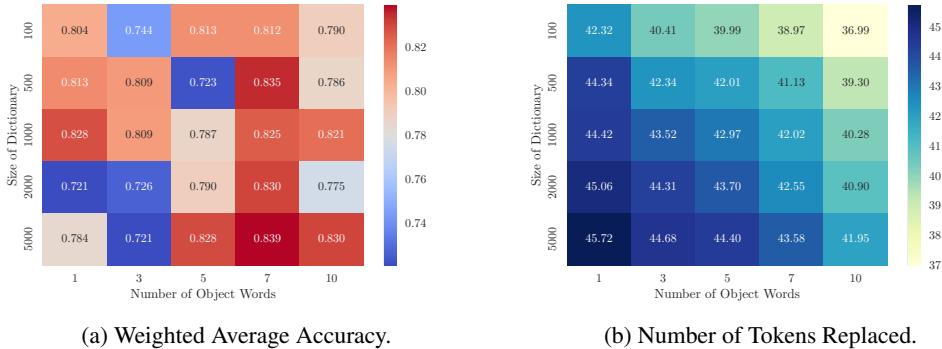 100 0.804 0.744 0.813 0.812 0.790
500 0.813 0.809 0.723 0.835 0.786
1000 0.828 0.809 0.787 0.825 0.821
2000 0.721 0.726 0.790 0.830 0.775
5000 0.784 0.721 0.828 0.839 0.830
1 3 5 7 10
Number of Object Words
Size of Dictionary
0.82
0.80
0.78
0.76
0.74
(a) Weighted Average Accuracy.
100 42.32 40.41 39.99 38.97 36.99
500 44.34 42.34 42.01 41.13 39.30
1000 44.42 43.52 42.97 42.02 40.28
2000 45.06 44.31 43.70 42.55 40.90
5000 45.72 44.68 44.40 43.58 41.95
1 3 5 7 10
Number of Object Words
Size of Dictionary
45
44
43
42
41
40
39
38
37
(b) Number of Tokens Replaced.